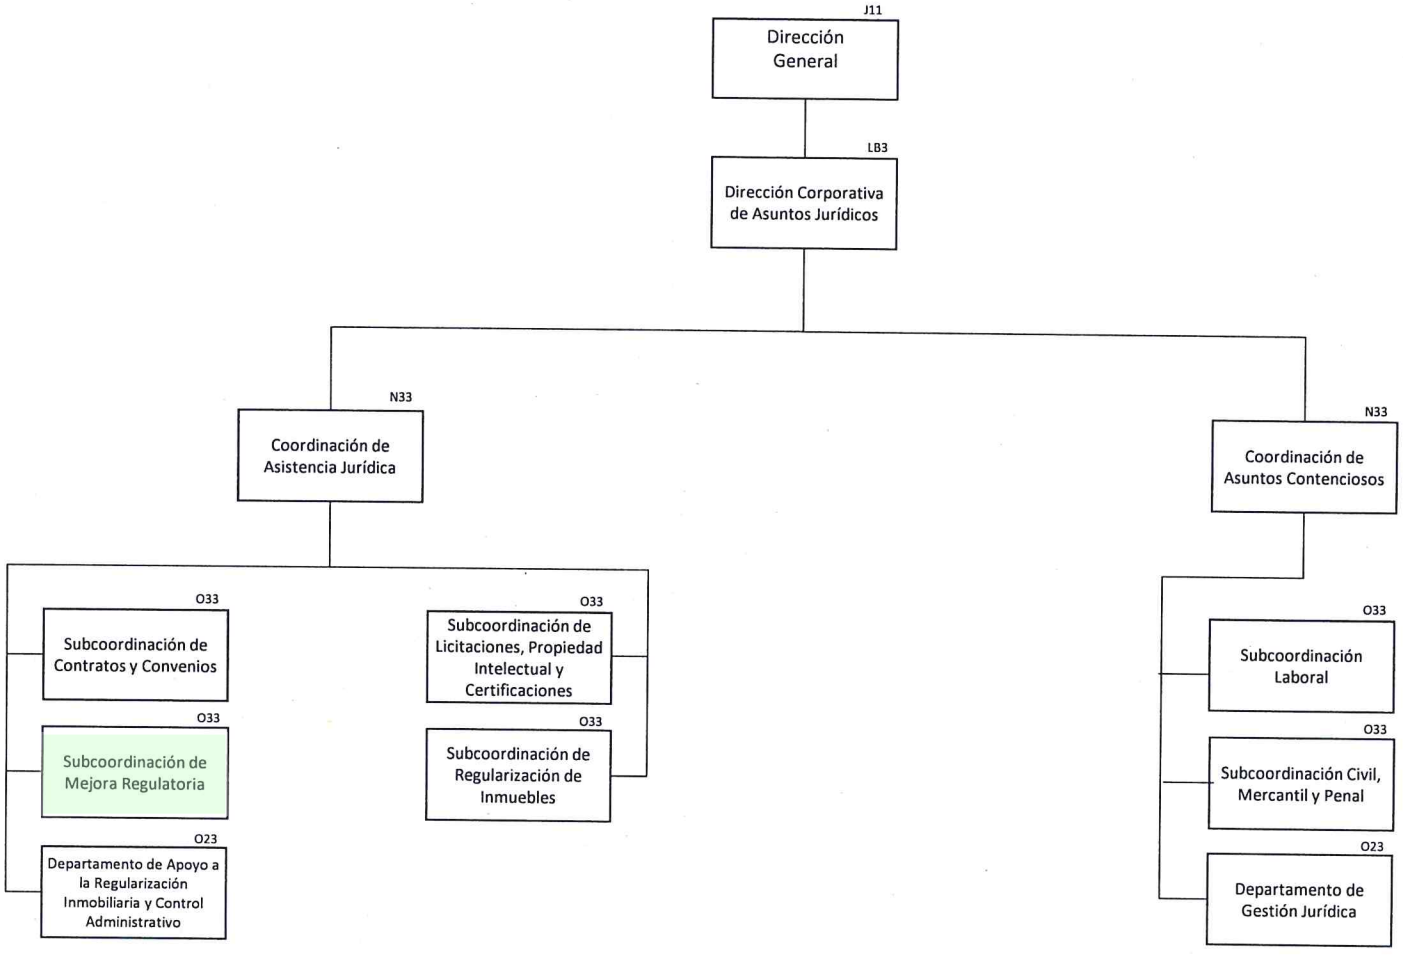 J11
Dirección
General
LB3
Dirección Corporativa
de Asuntos Jurídicos
N33
Coordinación de
Asistencia Jurídica
N33
Coordinación de
Asuntos Contenciosos
O33
Subcoordinación de
Contratos y Convenios
O33
Subcoordinación de
Mejora Regulatoria
O23
Departamento de Apoyo a
la Regularización
Inmobiliaria y Control
Administrativo
O33
Subcoordinación de
Licitaciones, Propiedad
Intelectual y
Certificaciones
O33
Subcoordinación de
Regularización de
Inmuebles
O33
Subcoordinación
Laboral
O33
Subcoordinación Civil,
Mercantil y Penal
O23
Departamento de
Gestión Jurídica